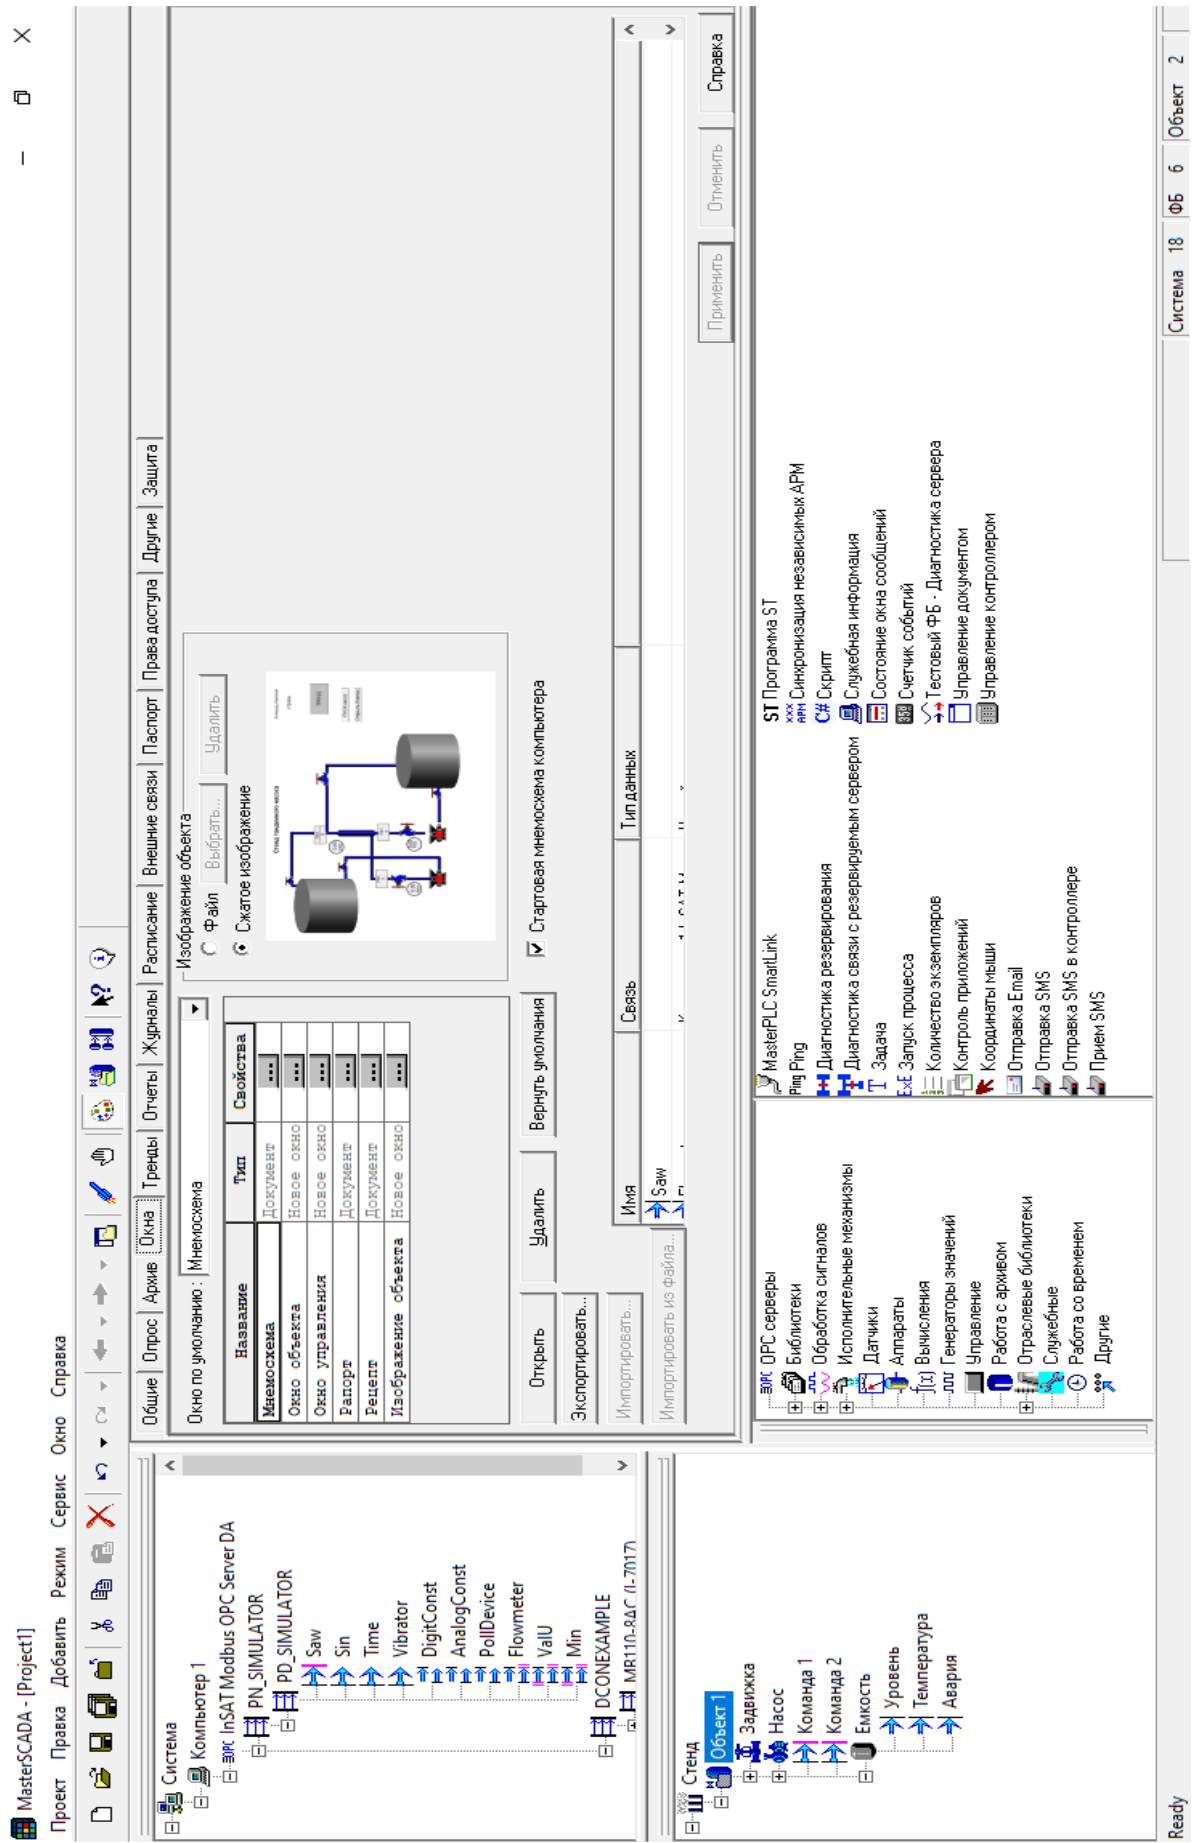 MasterSCADA - [Project1]
Проект Правка Добавить Режим Сервис Окно Справка
Система
Компьютер 1
InSAT Modbus OPC Server DA
PN_SIMULATOR
PD_SIMULATOR
Saw
Sin
Time
Vibrator
DigitConst
AnalogConst
PollDevice
Flowmeter
ValU
Min
DCONEXAMPLE
MR110-8AC (I-7017)
Стенд
Объект 1
Задвижка
Насос
Команда 1
Команда 2
Емкость
Уровень
Температура
Авария
Общие Опрос Архив Окна Тренды Отчеты Журналы Расписание Внешние связи Паспорт Права доступа Другие Защита
Окно по умолчанию : Мнемосхема
Название Тип Свойства
Мнемосхема Документ ...
Окно объекта Новое окно ...
Окно управления Новое окно ...
Рапорт Документ ...
Рецепт Документ ...
Изображение объекта Новое окно ...
Изображение объекта
Файл Выбрать... Удалить
Сжатое изображение
Открыть Удалить Вернуть умолчания
Стартовая мнемосхема компьютера
Экспортировать...
Импортировать...
Импортировать из файла...
Имя Связь Тип данных
Saw
Применить Отменить Справка
OPC серверы
Библиотеки
Обработка сигналов
Исполнительные механизмы
Датчики
Аппараты
Вычисления
Генераторы значений
Управление
Работа с архивом
Отраслевые библиотеки
Служебные
Работа со временем
Другие
MasterPLC SmartLink
Ping Ping
Диагностика резервирования
Диагностика связи с резервируемым сервером
T Задача
ExE Запуск процесса
Количество экземпляров
Контроль приложений
Координаты мыши
Отправка Email
Отправка SMS
Отправка SMS в контроллере
Прием SMS
ST Программа ST
XXX АРМ Синхронизация независимых АРМ
C# Скрипт
Служебная информация
Состояние окна сообщений
Счетчик событий
Тестовый ФБ - Диагностика сервера
Управление документом
Управление контроллером
Ready
Система 18 ФБ 6 Объект 2